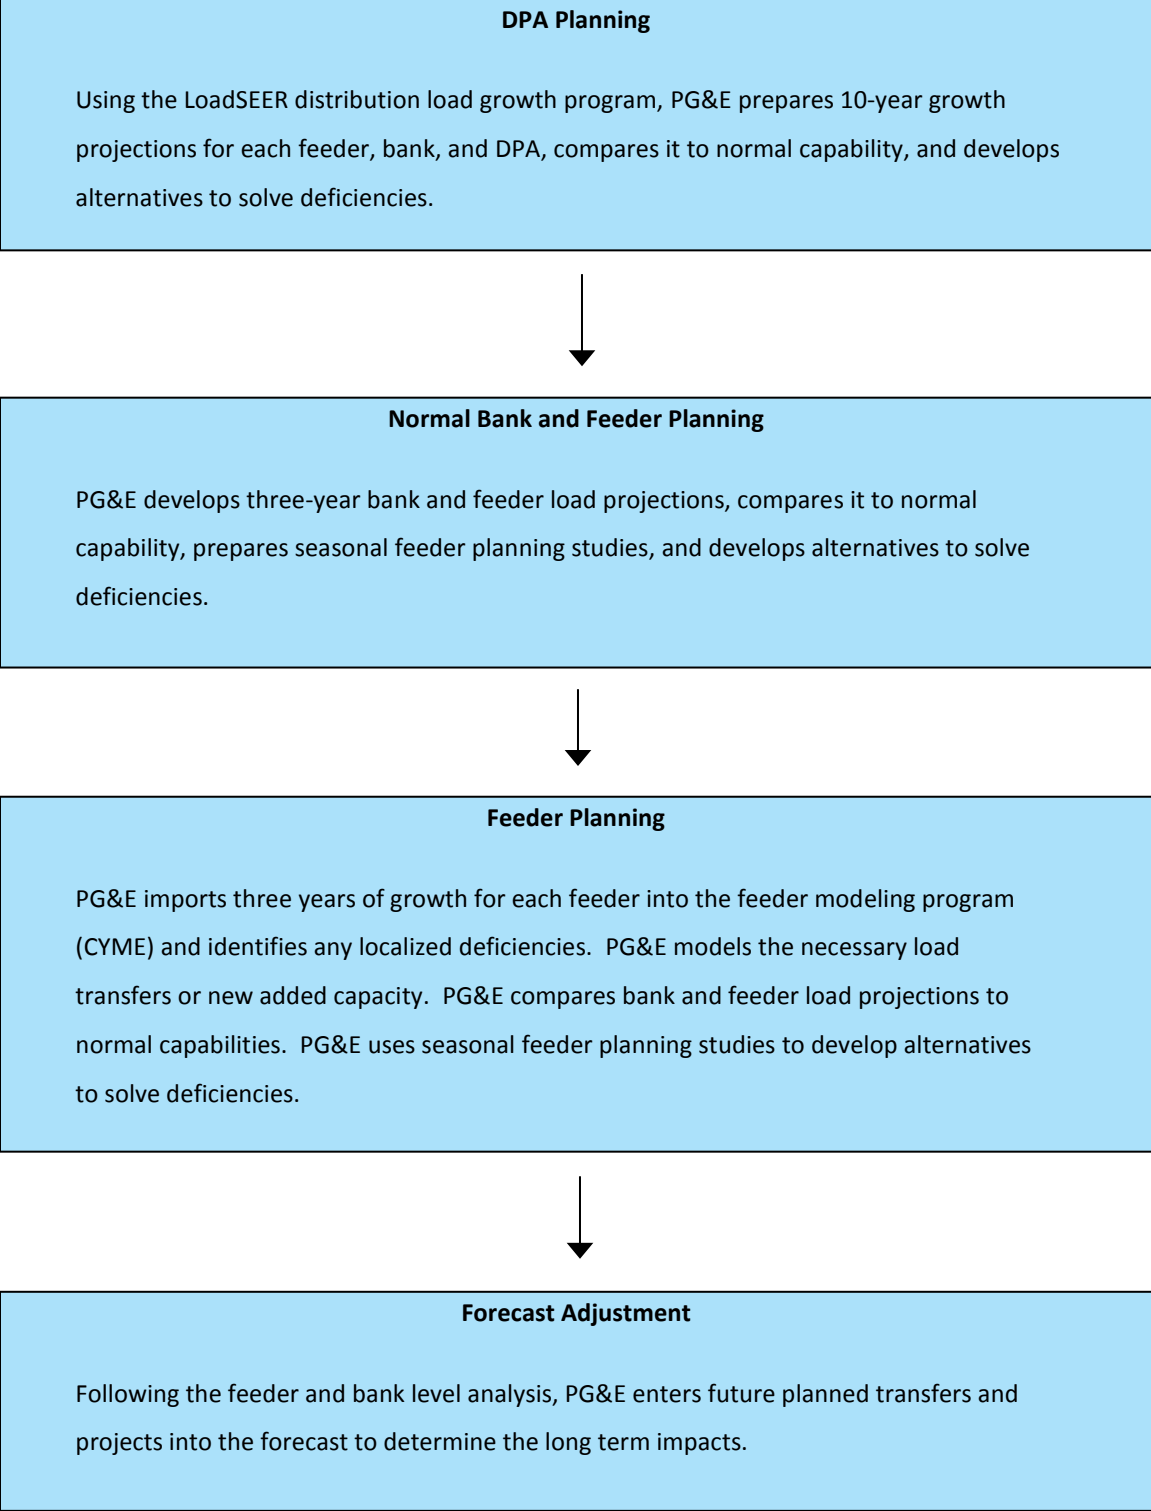 DPA Planning
Using the LoadSEER distribution load growth program, PG&E prepares 10-year growth
projections for each feeder, bank, and DPA, compares it to normal capability, and develops
alternatives to solve deficiencies.
Normal Bank and Feeder Planning
PG&E develops three-year bank and feeder load projections, compares it to normal
capability, prepares seasonal feeder planning studies, and develops alternatives to solve
deficiencies.
Feeder Planning
PG&E imports three years of growth for each feeder into the feeder modeling program
(CYME) and identifies any localized deficiencies.  PG&E models the necessary load
transfers or new added capacity.  PG&E compares bank and feeder load projections to
normal capabilities.  PG&E uses seasonal feeder planning studies to develop alternatives
to solve deficiencies.
Forecast Adjustment
Following the feeder and bank level analysis, PG&E enters future planned transfers and
projects into the forecast to determine the long term impacts.